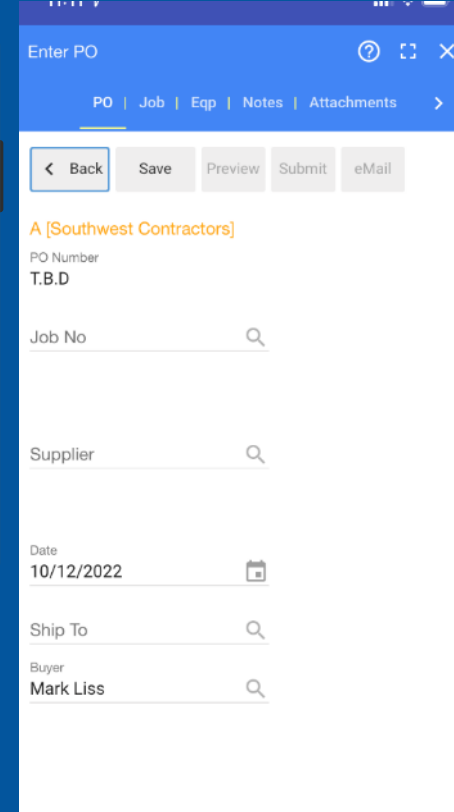 Enter PO
PO | Job | Eqp | Notes | Attachments
Back Save Preview Submit eMail
A [Southwest Contractors]
PO Number
T.B.D
Job No
Supplier
Date
10/12/2022
Ship To
Buyer
Mark Liss